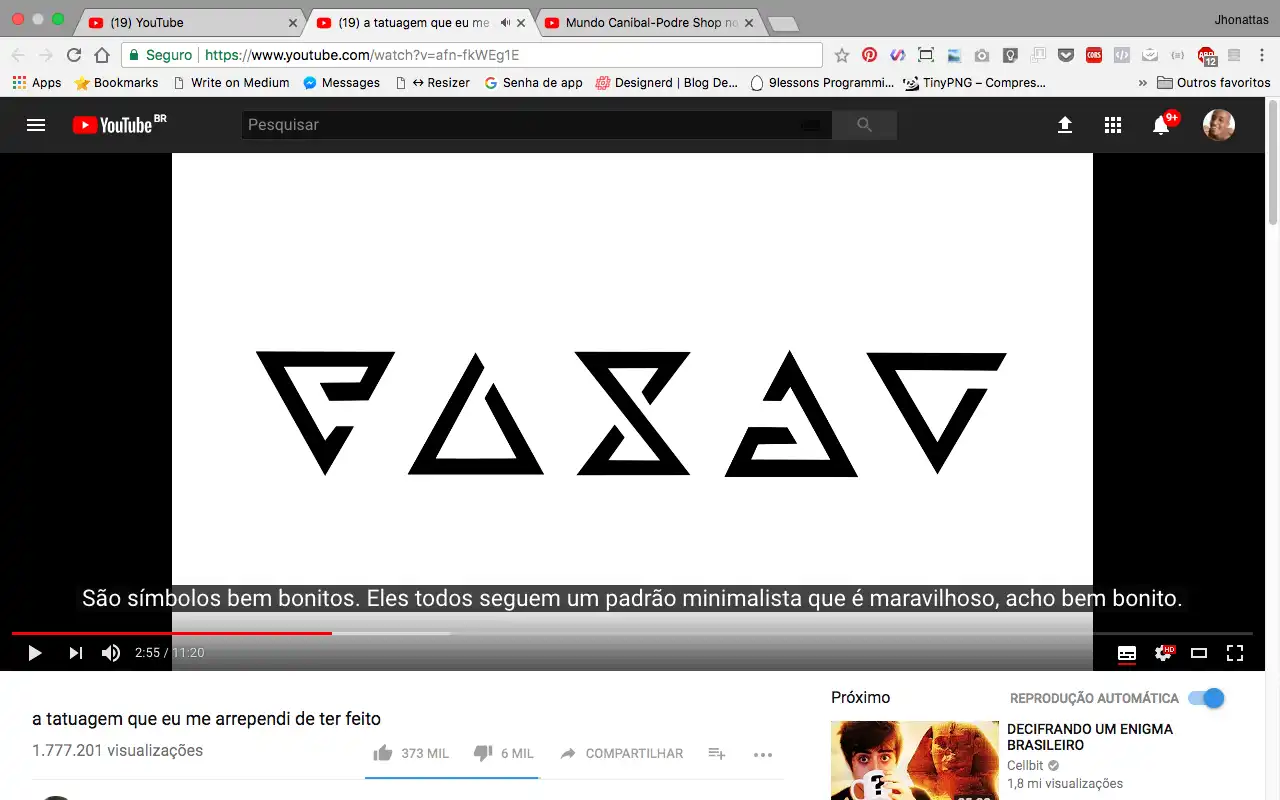 (19) YouTube
(19) a tatuagem que eu me
Mundo Canibal-Podre Shop no
Jhonattas
Seguro
https://www.youtube.com/watch?v=afn-fkWEg1E
CORS
12
Apps
Bookmarks
Write on Medium
Messages
↔ Resizer
Senha de app
Designerd | Blog De...
9lessons Programmi...
TinyPNG – Compres...
»
Outros favoritos
YouTube BR
Pesquisar
9+
São símbolos bem bonitos. Eles todos seguem um padrão minimalista que é maravilhoso, acho bem bonito.
2:55 / 11:20
HD
a tatuagem que eu me arrependi de ter feito
1.777.201 visualizações
373 MIL
6 MIL
COMPARTILHAR
Próximo
REPRODUÇÃO AUTOMÁTICA
?
DECIFRANDO UM ENIGMA
BRASILEIRO
Cellbit
1,8 mi visualizações